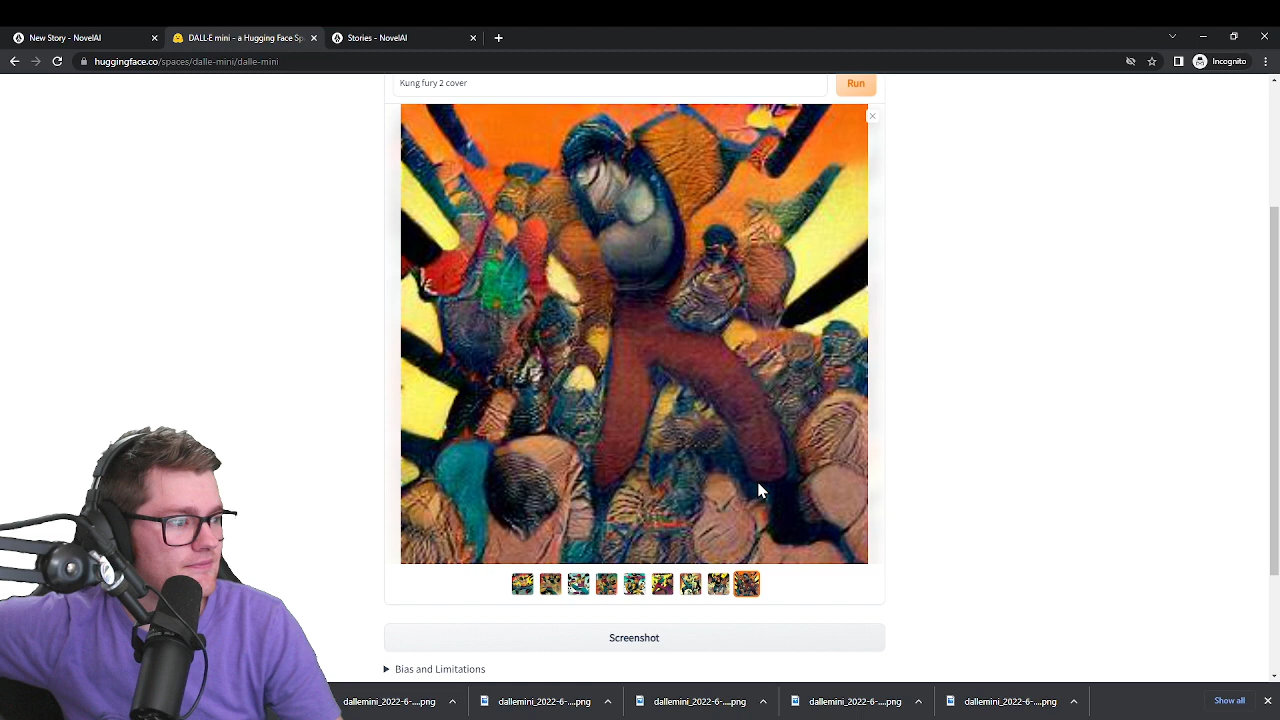 New Story - NovelAI
DALL·E mini - a Hugging Face Sp
Stories - NovelAI
huggingface.co/spaces/dalle-mini/dalle-mini
Incognito
Kung fury 2 cover
Run
Screenshot
Bias and Limitations
dallemini_2022-6-....png
dallemini_2022-6-....png
dallemini_2022-6-....png
dallemini_2022-6-....png
dallemini_2022-6-....png
Show all